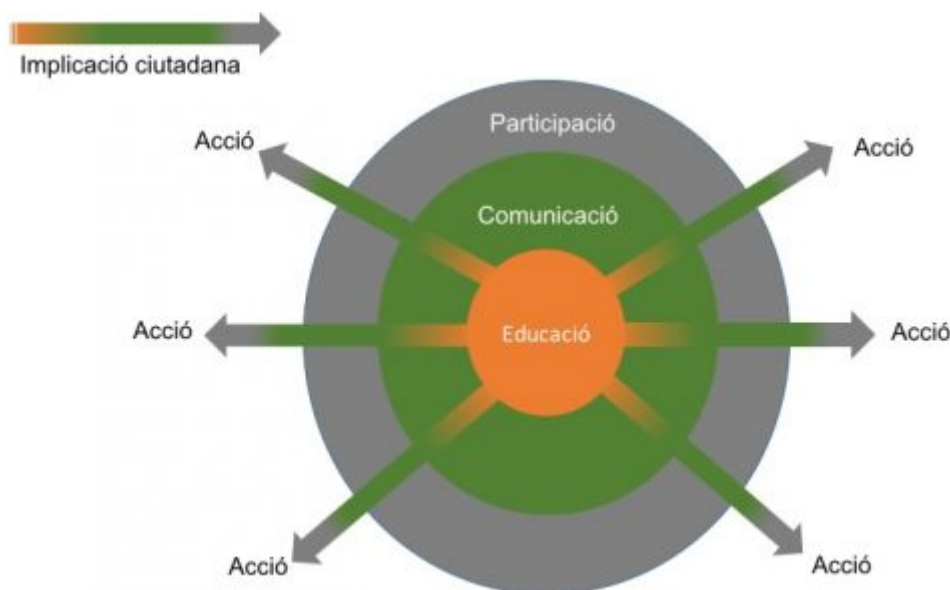 Implicació ciutadana
Participació
Acció
Acció
Comunicació
Acció
Educació
Acció
Acció
Acció